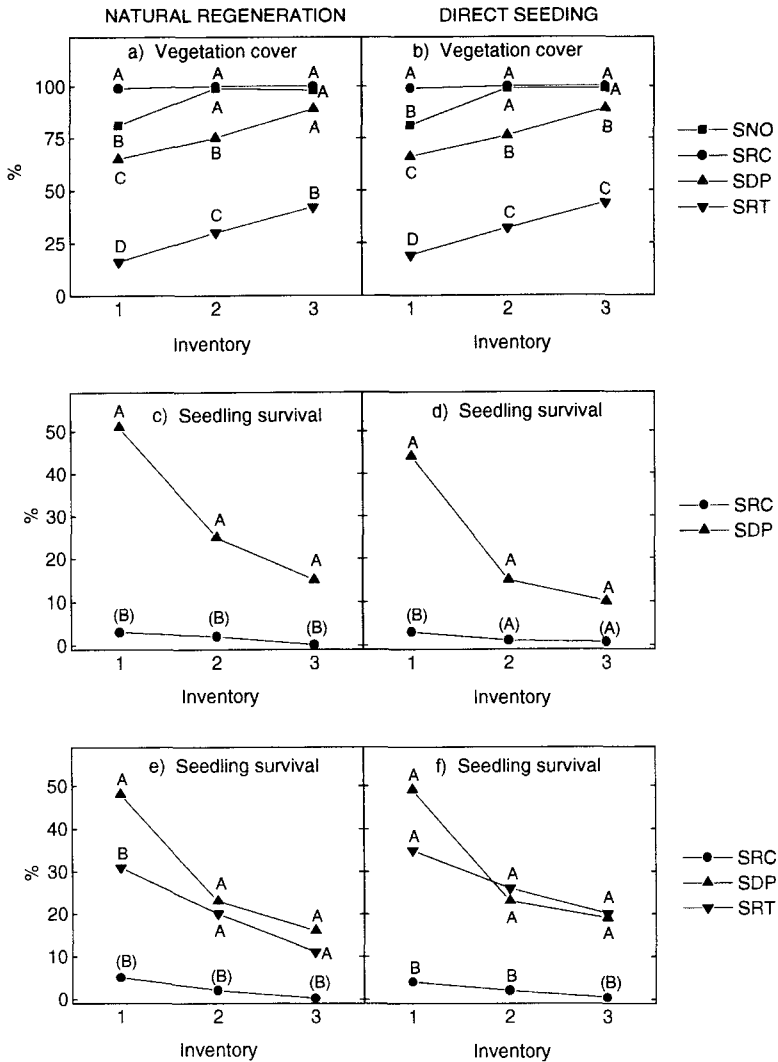 NATURAL REGENERATION DIRECT SEEDING
a) Vegetation cover
b) Vegetation cover
A A A
A
B A A
B
C B
C
D
A A A
A
B A
B
C B
C
C
D
100
75
50
25
0
%
1 2 3
1 2 3
Inventory
Inventory
SNO
SRC
SDP
SRT
c) Seedling survival
d) Seedling survival
A
A
A
(B) (B) (B)
A
A
A
(B) (A) (A)
50
40
30
20
10
0
%
1 2 3
1 2 3
Inventory
Inventory
SRC
SDP
e) Seedling survival
f) Seedling survival
A
B
A
A
A
A
(B) (B) (B)
A
A
A
A
A
A
B B (B)
50
40
30
20
10
0
%
1 2 3
1 2 3
Inventory
Inventory
SRC
SDP
SRT